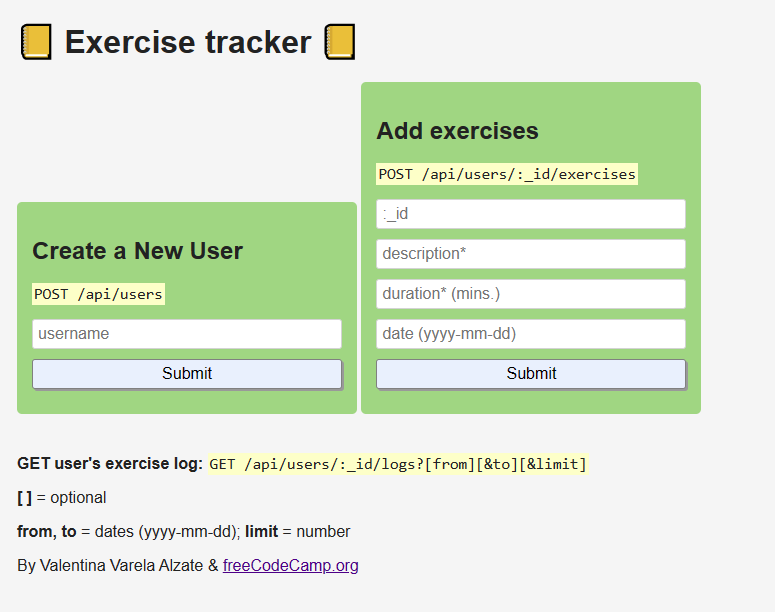 Exercise tracker
Create a New User
POST /api/users
username
Submit
Add exercises
POST /api/users/:_id/exercises
:_id
description*
duration* (mins.)
date (yyyy-mm-dd)
Submit
GET user's exercise log: GET /api/users/:_id/logs?[from][&to][&limit]
[ ] = optional
from, to = dates (yyyy-mm-dd); limit = number
By Valentina Varela Alzate & freeCodeCamp.org